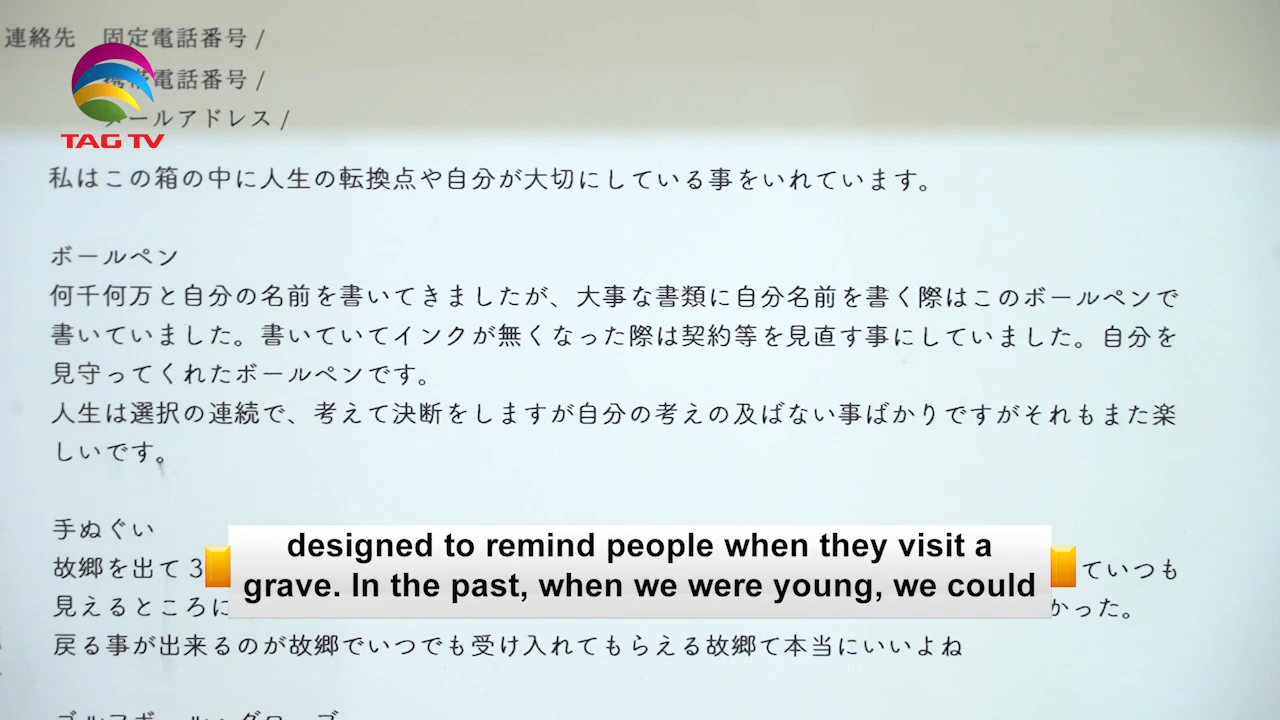 連絡先 固定電話番号 /
TAG TV
携帯電話番号 /
メールアドレス /
私はこの箱の中に人生の転換点や自分が大切にしている事をいれています。
ボールペン
何千何万と自分の名前を書いてきましたが、大事な書類に自分名前を書く際はこのボールペンで
書いていました。書いていてインクが無くなった際は契約等を見直す事にしていました。自分を
見守ってくれたボールペンです。
人生は選択の連続で、考えて決断をしますが自分の考えの及ばない事ばかりですがそれもまた楽
しいです。
手ぬぐい
故郷を出て3 ていつも
見えるところに かった。
designed to remind people when they visit a
grave. In the past, when we were young, we could
戻る事が出来るのが故郷でいつでも受け入れてもらえる故郷て本当にいいよね